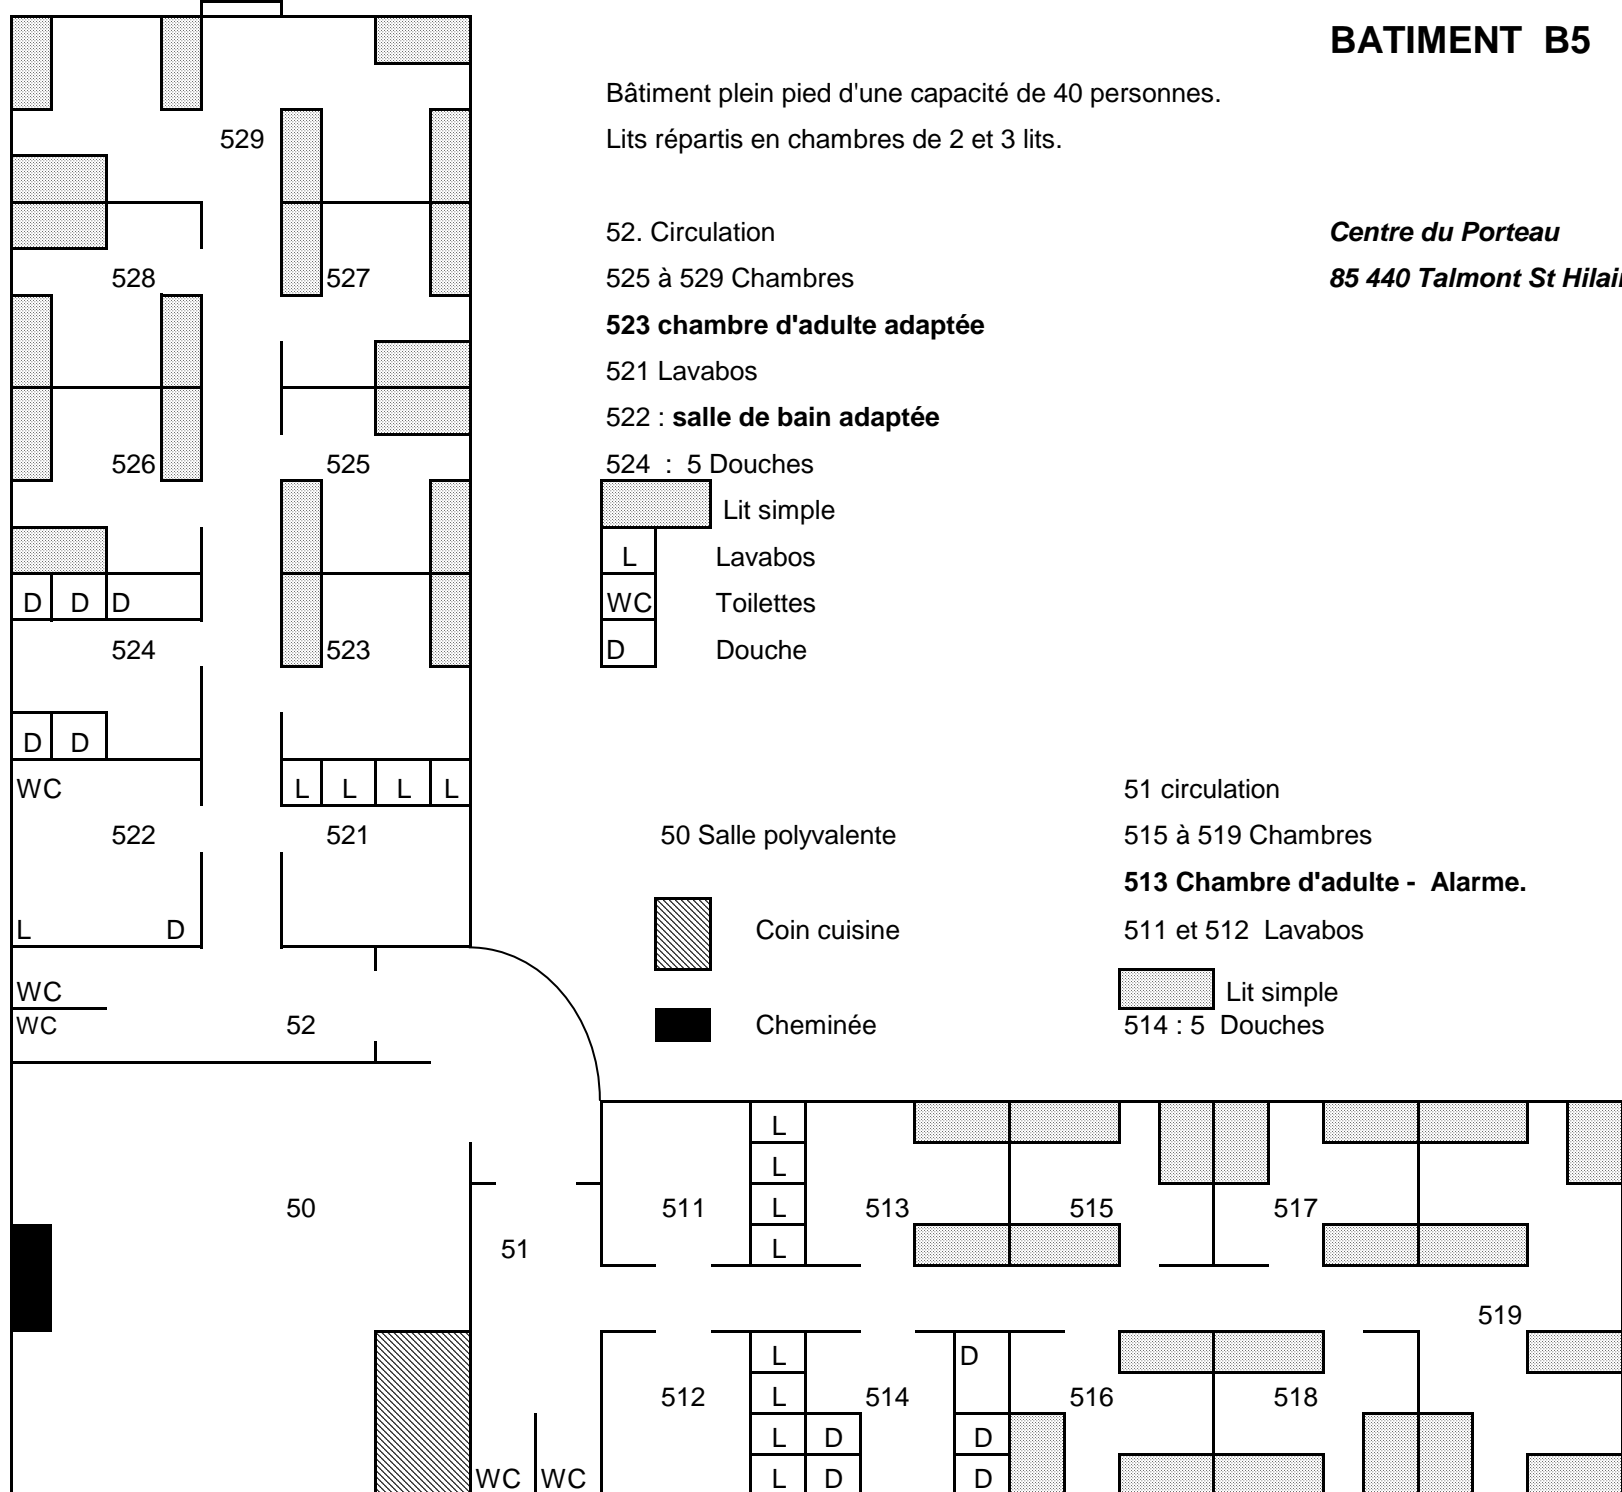 BATIMENT B5
Bâtiment plein pied d'une capacité de 40 personnes.
529
Lits répartis en chambres de 2 et 3 lits.
52. Circulation
Centre du Porteau
528
527
525 à 529 Chambres
85 440 Talmont St Hilair
523 chambre d'adulte adaptée
521 Lavabos
522 : salle de bain adaptée
526
525
524 : 5 Douches
Lit simple
L Lavabos
D D D
WC Toilettes
524
523
D Douche
D D
WC
L L L L
51 circulation
522
521
50 Salle polyvalente
515 à 519 Chambres
513 Chambre d'adulte - Alarme.
L D
Coin cuisine
511 et 512 Lavabos
WC
Lit simple
WC
52
Cheminée
514 : 5 Douches
L
L
50
511
L
513
515
517
51
L
519
L
D
512
L
514
516
518
L D
D
WC WC
L D
D